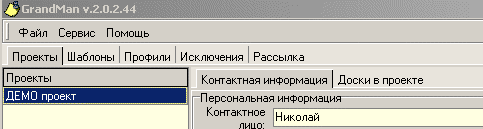 GrandMan v.2.0.2.44
Файл Сервис Помощь
Проекты Шаблоны Профили Исключения Рассылка
Проекты
ДЕМО проект
Контактная информация Доски в проекте
Персональная информация
Контактное лицо: Николай